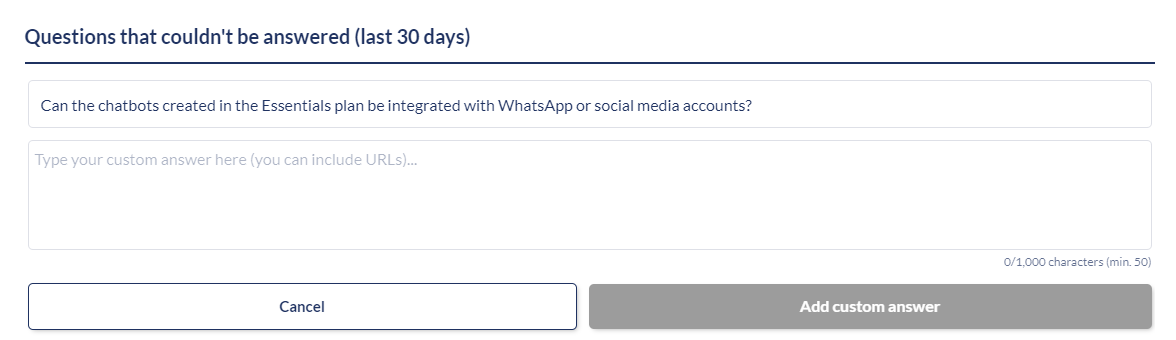 Questions that couldn't be answered (last 30 days)
Can the chatbots created in the Essentials plan be integrated with WhatsApp or social media accounts?
Type your custom answer here (you can include URLs)...
0/1,000 characters (min. 50)
Cancel
Add custom answer